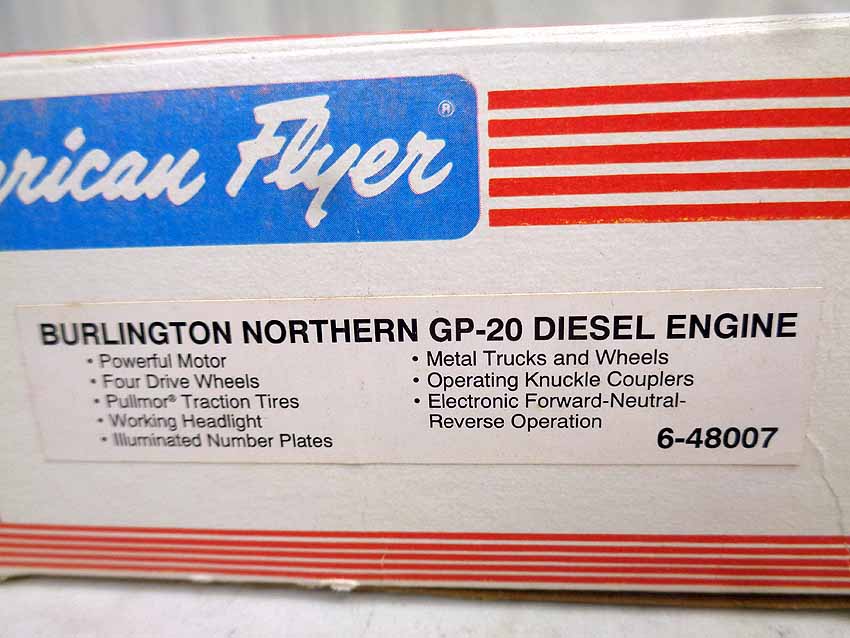 erican Flyer®
BURLINGTON NORTHERN GP-20 DIESEL ENGINE
• Powerful Motor
• Four Drive Wheels
• Pullmor® Traction Tires
• Working Headlight
• Illuminated Number Plates
• Metal Trucks and Wheels
• Operating Knuckle Couplers
• Electronic Forward-Neutral-
Reverse Operation
6-48007